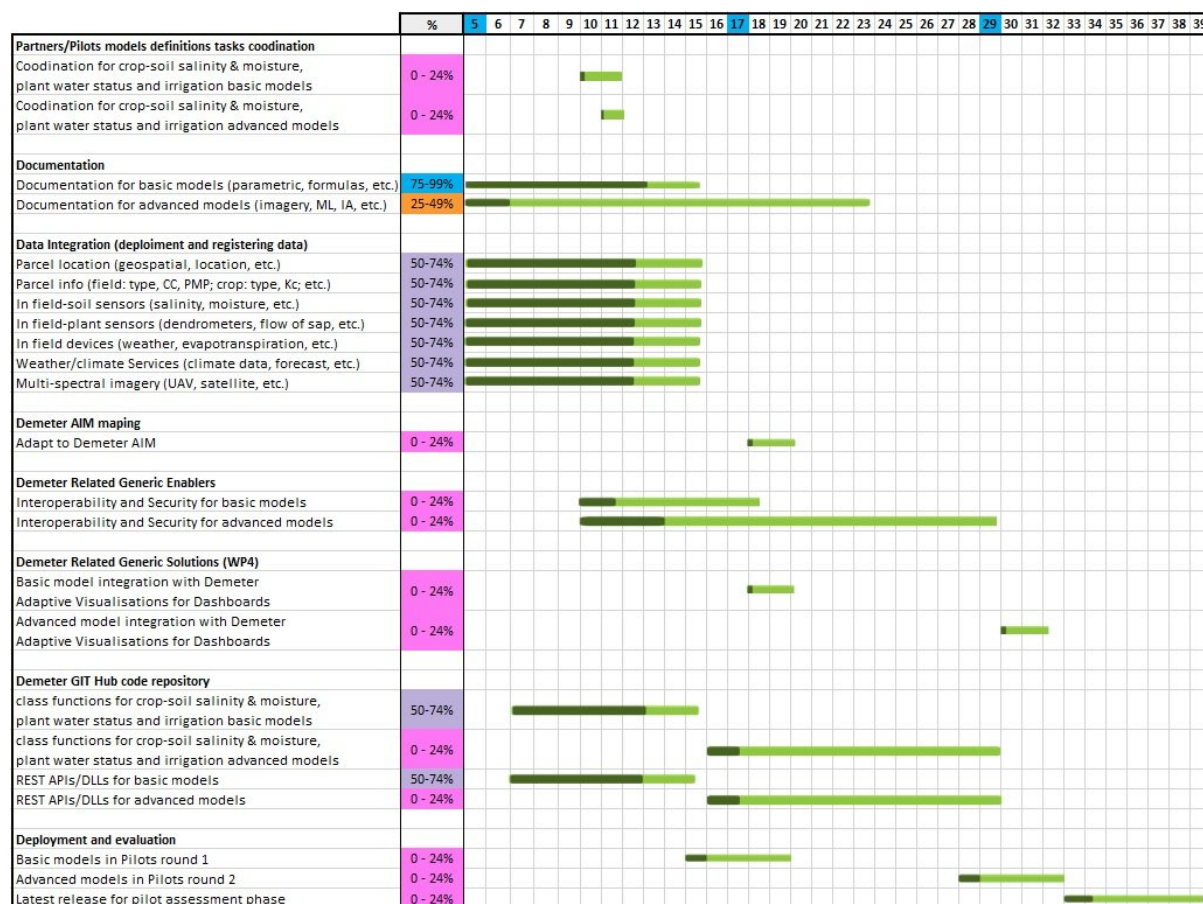 % 5 6 7 8 9 10 11 12 13 14 15 16 17 18 19 20 21 22 23 24 25 26 27 28 29 30 31 32 33 34 35 36 37 38 39
Partners/Pilots models definitions tasks coodination
Coodination for crop-soil salinity & moisture,
plant water status and irrigation basic models
0 - 24%
Coodination for crop-soil salinity & moisture,
plant water status and irrigation advanced models
0 - 24%
Documentation
Documentation for basic models (parametric, formulas, etc.) 75-99%
Documentation for advanced models (imagery, ML, IA, etc.) 25-49%
Data Integration (deploiment and registering data)
Parcel location (geospatial, location, etc.) 50-74%
Parcel info (field: type, CC, PMP; crop: type, Kc; etc.) 50-74%
In field-soil sensors (salinity, moisture, etc.) 50-74%
In field-plant sensors (dendrometers, flow of sap, etc.) 50-74%
In field devices (weather, evapotranspiration, etc.) 50-74%
Weather/climate Services (climate data, forecast, etc.) 50-74%
Multi-spectral imagery (UAV, satellite, etc.) 50-74%
Demeter AIM maping
Adapt to Demeter AIM 0 - 24%
Demeter Related Generic Enablers
Interoperability and Security for basic models 0 - 24%
Interoperability and Security for advanced models 0 - 24%
Demeter Related Generic Solutions (WP4)
Basic model integration with Demeter
Adaptive Visualisations for Dashboards
0 - 24%
Advanced model integration with Demeter
Adaptive Visualisations for Dashboards
0 - 24%
Demeter GIT Hub code repository
class functions for crop-soil salinity & moisture,
plant water status and irrigation basic models
50-74%
class functions for crop-soil salinity & moisture,
plant water status and irrigation advanced models
0 - 24%
REST APIs/DLLs for basic models 50-74%
REST APIs/DLLs for advanced models 0 - 24%
Deployment and evaluation
Basic models in Pilots round 1 0 - 24%
Advanced models in Pilots round 2 0 - 24%
Latest release for pilot assessment phase 0 - 24%